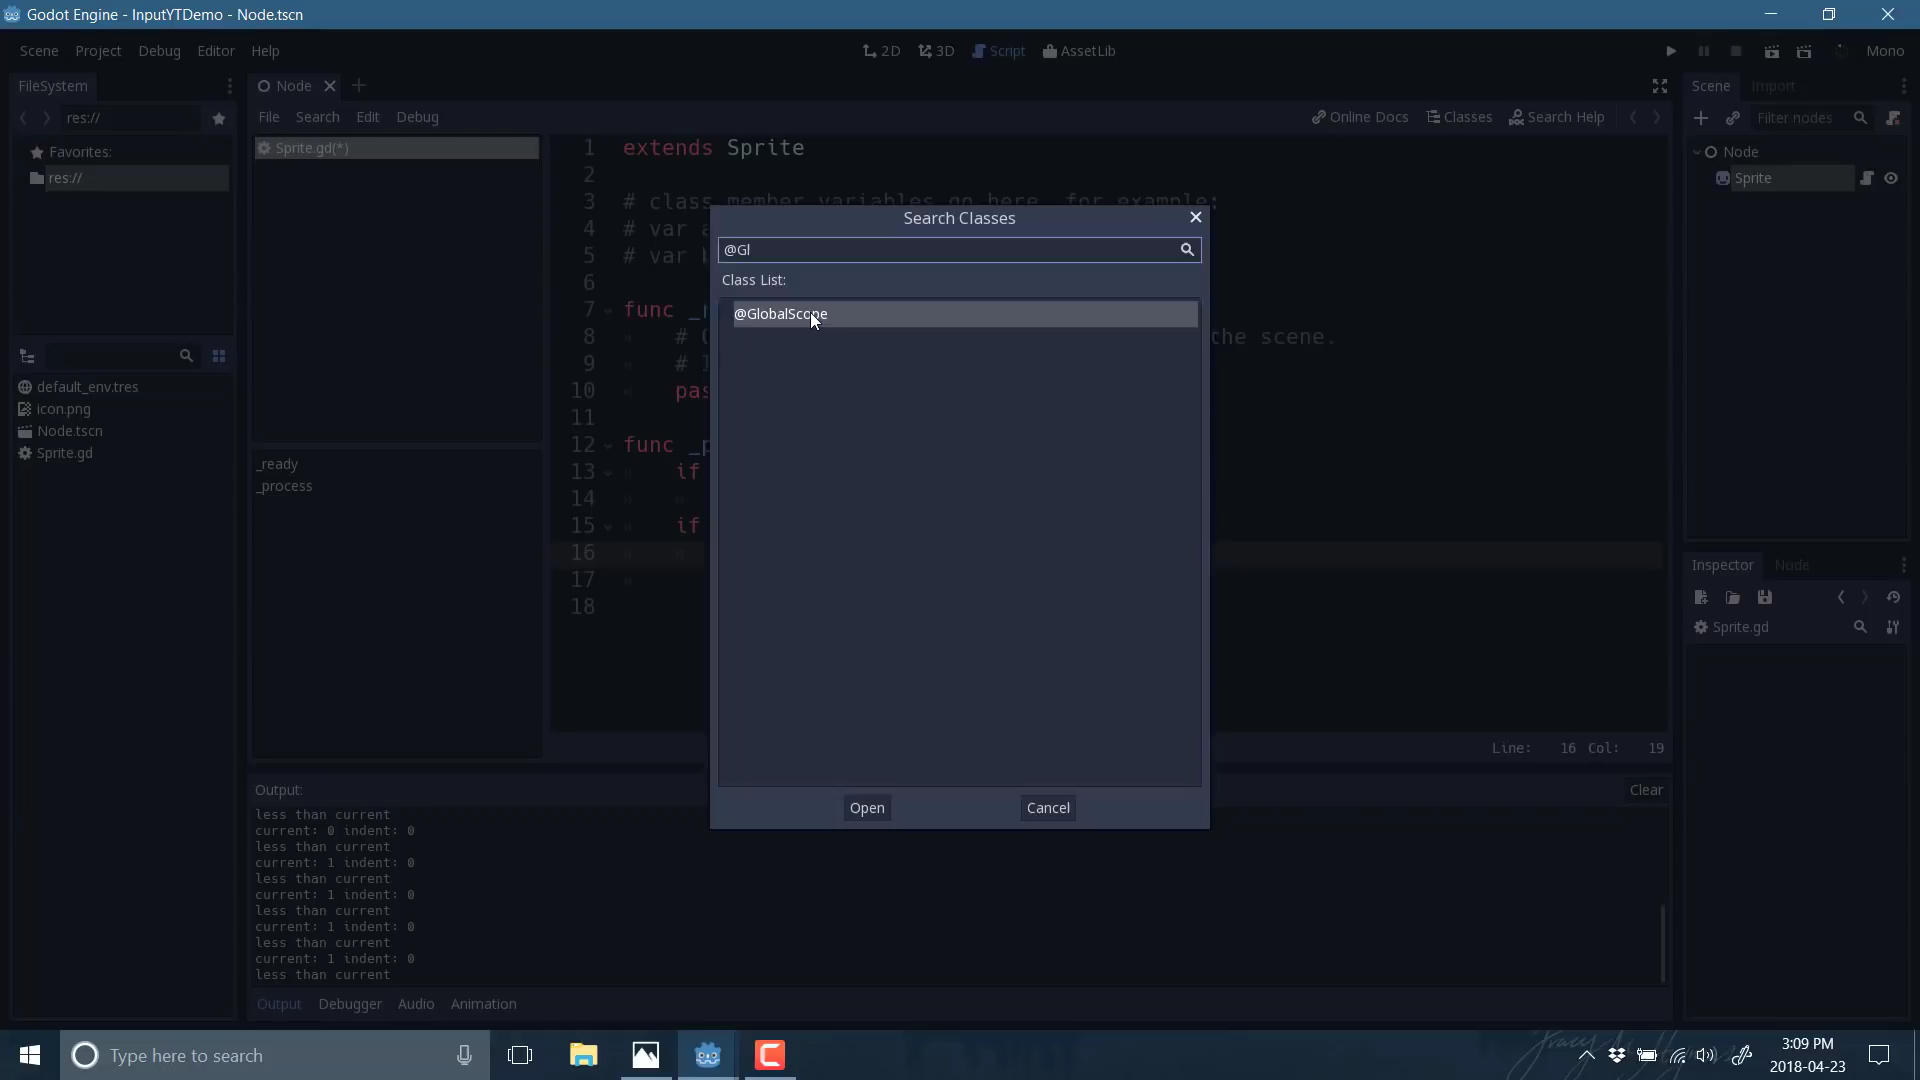 Godot Engine - InputYTDemo - Node.tscn
Scene Project Debug Editor Help
2D 3D Script AssetLib
Mono
FileSystem
Node
Scene Import
res://
File Search Edit Debug
Online Docs Classes Search Help
Filter nodes
Favorites:
res://
Sprite.gd(*)
Node
Sprite
1 extends Sprite
2
3 # class member variables go here, for example:
4 # var
5 # var
6
7 func
8 # the scene.
9 #
10
11
12 func
13 if
14
15 if
16
17
18
Search Classes
@Gl
Class List:
@GlobalScope
Open Cancel
default_env.tres
icon.png
Node.tscn
Sprite.gd
_ready
_process
Inspector Node
Sprite.gd
Line: 16 Col: 19
Output: Clear
less than current
current: 0 indent: 0
less than current
current: 1 indent: 0
less than current
current: 1 indent: 0
less than current
current: 1 indent: 0
less than current
current: 1 indent: 0
less than current
Output Debugger Audio Animation
Type here to search
3:09 PM
2018-04-23